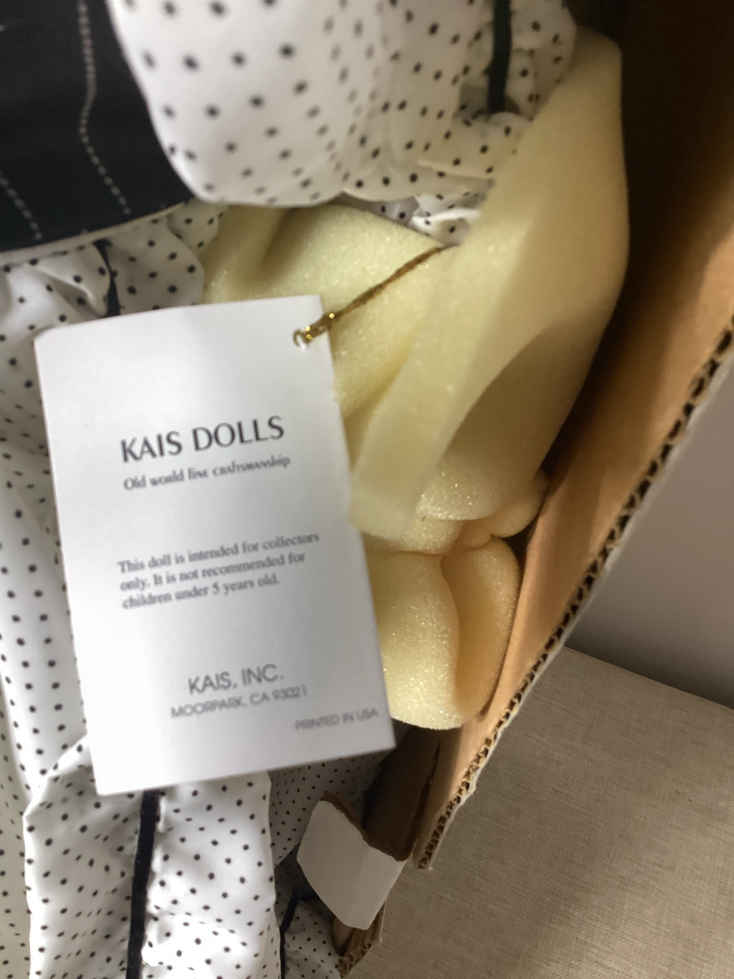 KAIS DOLLS
Old world fine craftsmanship
This doll is intended for collectors
only. It is not recommended for
children under 5 years old.
KAIS, INC.
MOORPARK, CA 93021
PRINTED IN USA